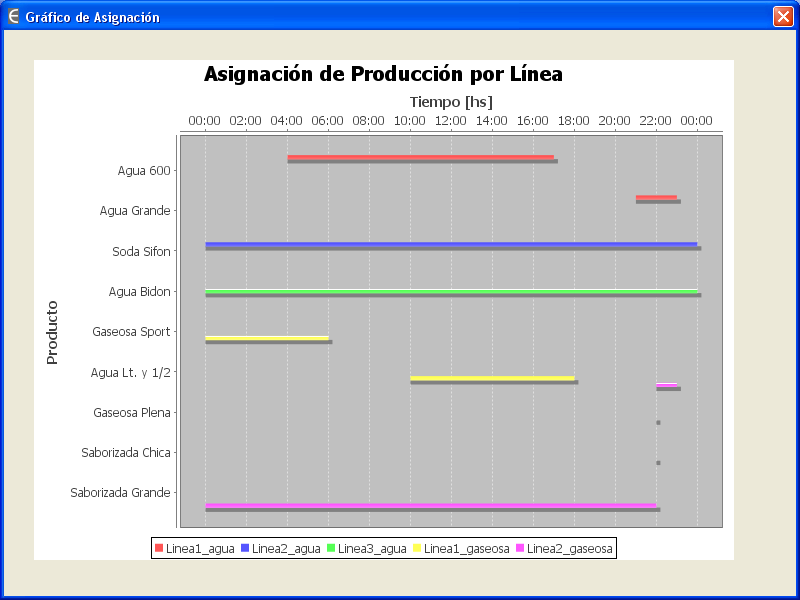 Gráfico de Asignación
Asignación de Producción por Línea
Tiempo [hs]
00:00 02:00 04:00 06:00 08:00 10:00 12:00 14:00 16:00 18:00 20:00 22:00 00:00
Producto
Agua 600
Agua Grande
Soda Sifon
Agua Bidon
Gaseosa Sport
Agua Lt. y 1/2
Gaseosa Plena
Saborizada Chica
Saborizada Grande
Linea1_agua Linea2_agua Linea3_agua Linea1_gaseosa Linea2_gaseosa